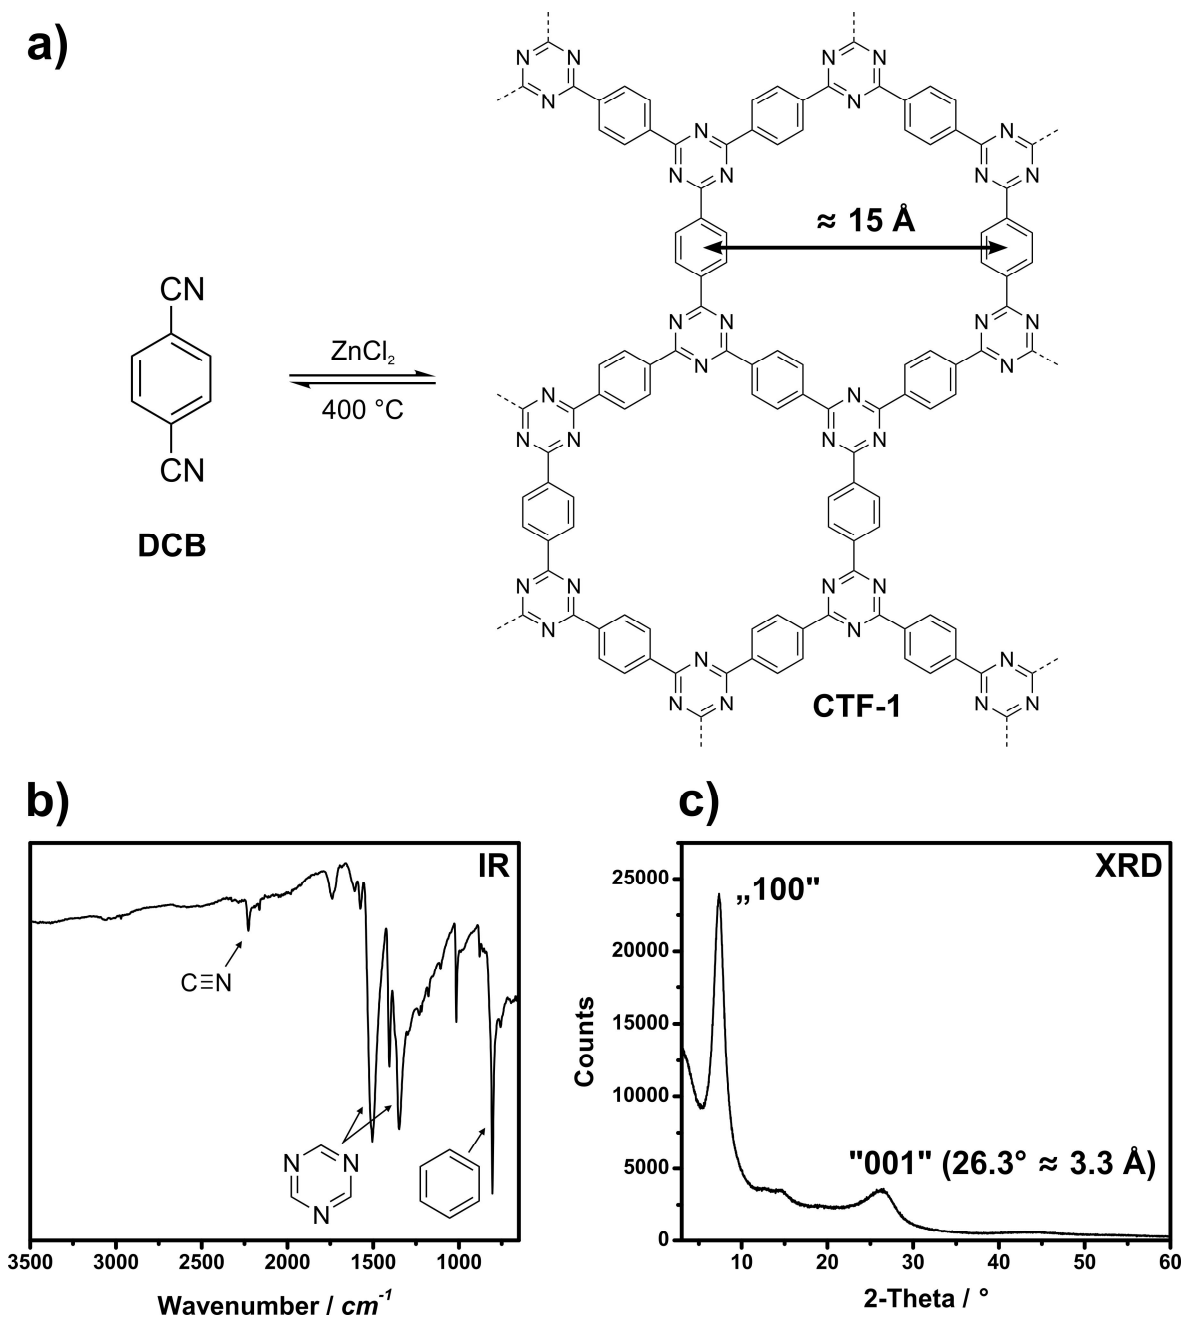 a)
N N
N
N N
N
N
N N
N
N N
≈ 15 Å
CN
CN
DCB
ZnCl₂
400 °C
N N
N
N N
N
N
N N
N
N N
N N
N
N N
N
N
N N
N
N N
CTF-1
b)
IR
C≡N
N N
N
3500 3000 2500 2000 1500 1000
Wavenumber / cm⁻¹
c)
XRD
„100"
"001" (26.3° ≈ 3.3 Å)
25000
20000
15000
10000
5000
0
Counts
10 20 30 40 50 60
2-Theta / °